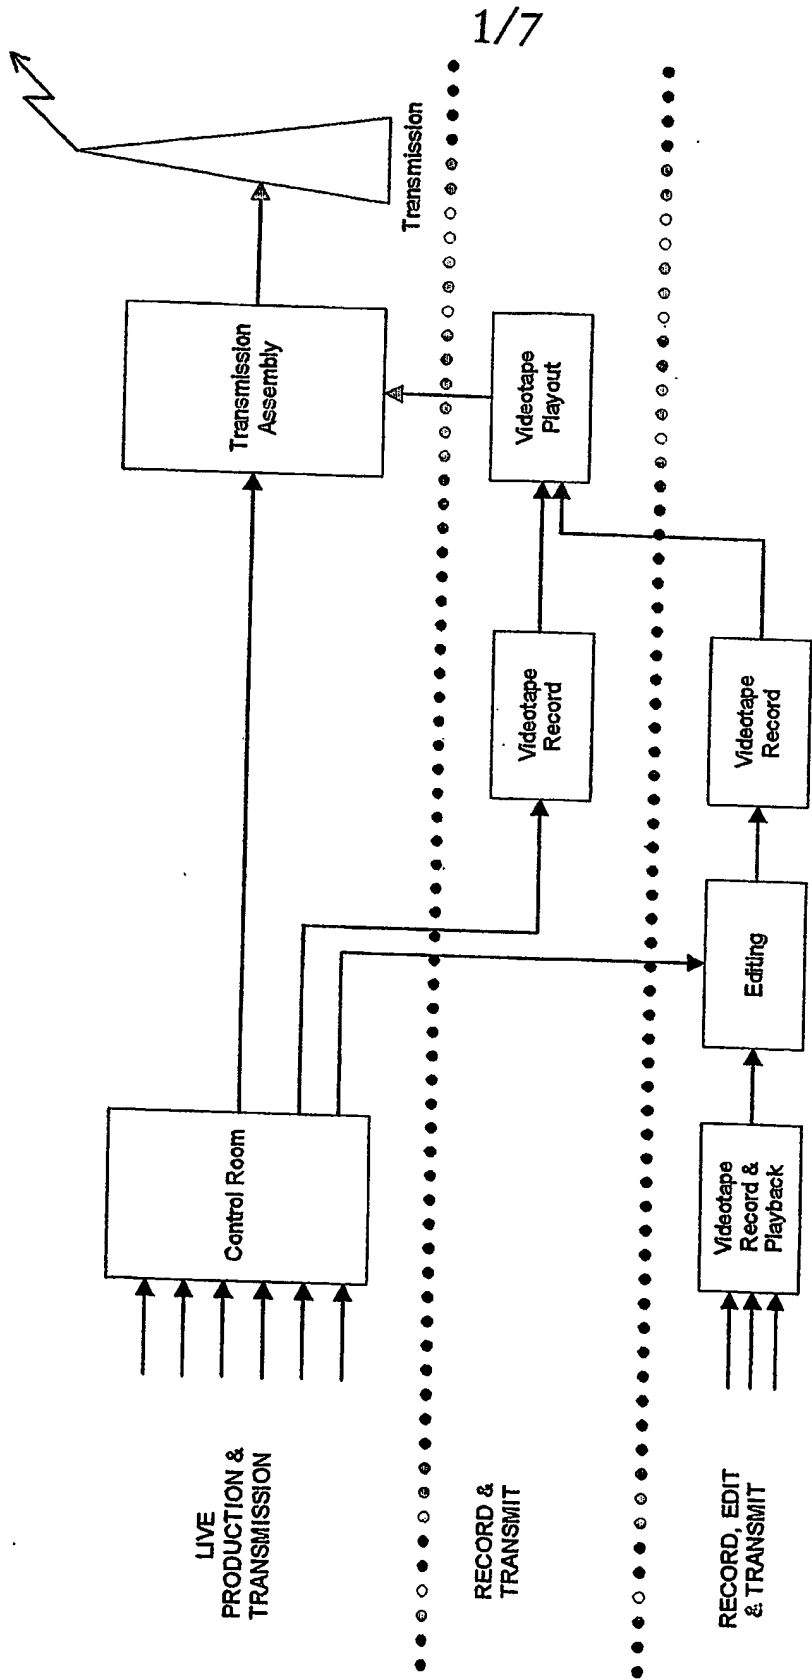 1/7
LIVE
PRODUCTION &
TRANSMISSION
Control Room
Transmission
Assembly
Transmission
RECORD &
TRANSMIT
Videotape
Record
Videotape
Playout
RECORD, EDIT
& TRANSMIT
Videotape
Record &
Playback
Editing
Videotape
Record